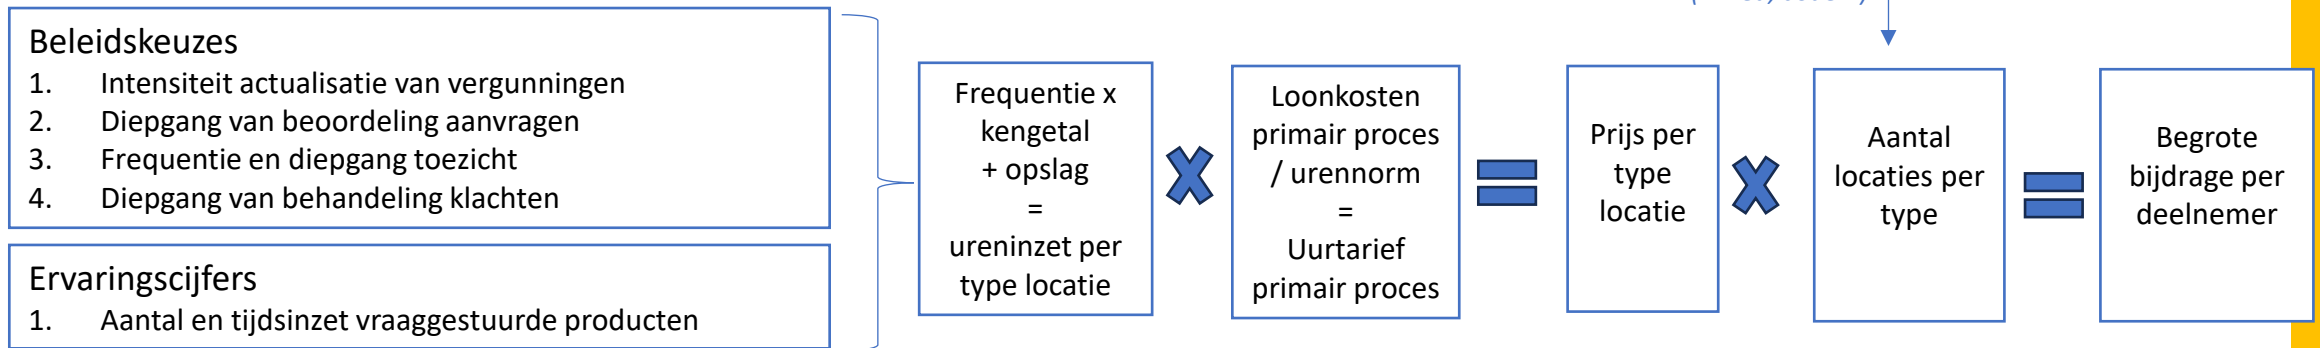 Beleidskeuzes
1. Intensiteit actualisatie van vergunningen
2. Diepgang van beoordeling aanvragen
3. Frequentie en diepgang toezicht
4. Diepgang van behandeling klachten
Ervaringscijfers
1. Aantal en tijdsinzet vraaggestuurde producten
Frequentie x
kengetal
+ opslag
=
ureninzet per
type locatie
Loonkosten
primair proces
/ urennorm
=
Uurtarief
primair proces
Prijs per
type
locatie
Aantal
locaties per
type
Begrote
bijdrage per
deelnemer